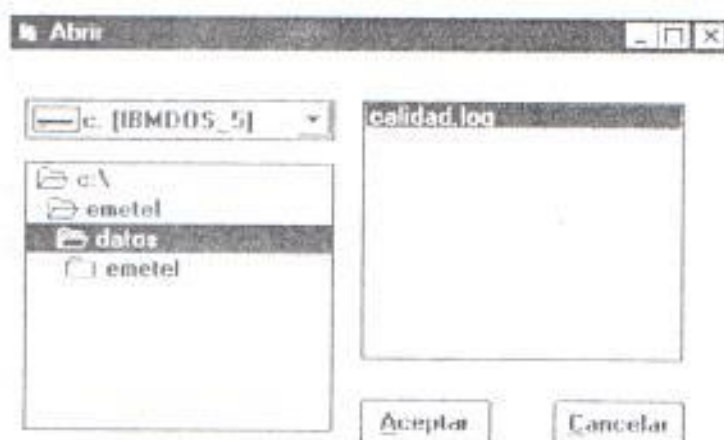 Abrir
c: [IBMDOS_5]
c:\
emetel
datos
emetel
calidad.log
Aceptar
Cancelar